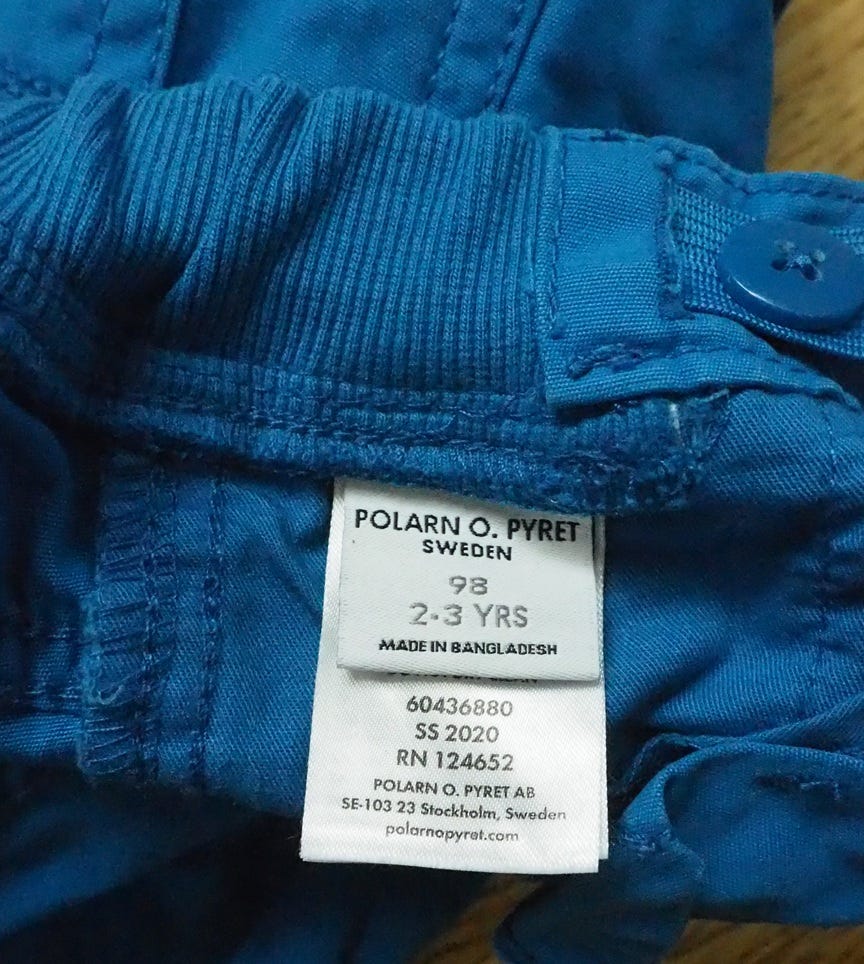 POLARN O. PYRET
SWEDEN
98
2-3 YRS
MADE IN BANGLADESH
60436880
SS 2020
RN 124652
POLARN O. PYRET AB
SE-103 23 Stockholm, Sweden
polarnopyret.com